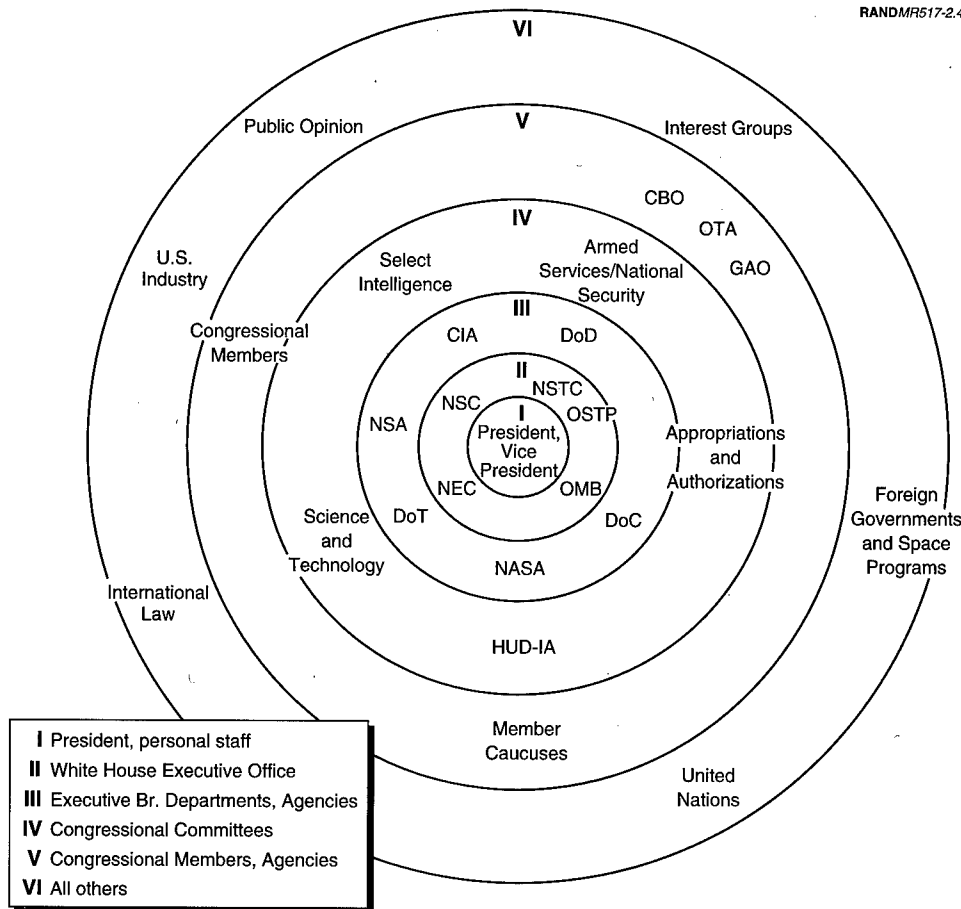 RANDMR517-2.4
VI
Public Opinion
V
Interest Groups
CBO
IV
OTA
Armed
Services/National
Security
GAO
Select
Intelligence
U.S.
Industry
III
Congressional
Members
CIA
DoD
II
NSTC
NSC
I
OSTP
NSA
President,
Vice
President
Appropriations
and
Authorizations
NEC
OMB
Foreign
Governments
and Space
Programs
Science
and
Technology
DoT
DoC
NASA
International
Law
HUD-IA
Member
Caucuses
United
Nations
I President, personal staff
II White House Executive Office
III Executive Br. Departments, Agencies
IV Congressional Committees
V Congressional Members, Agencies
VI All others